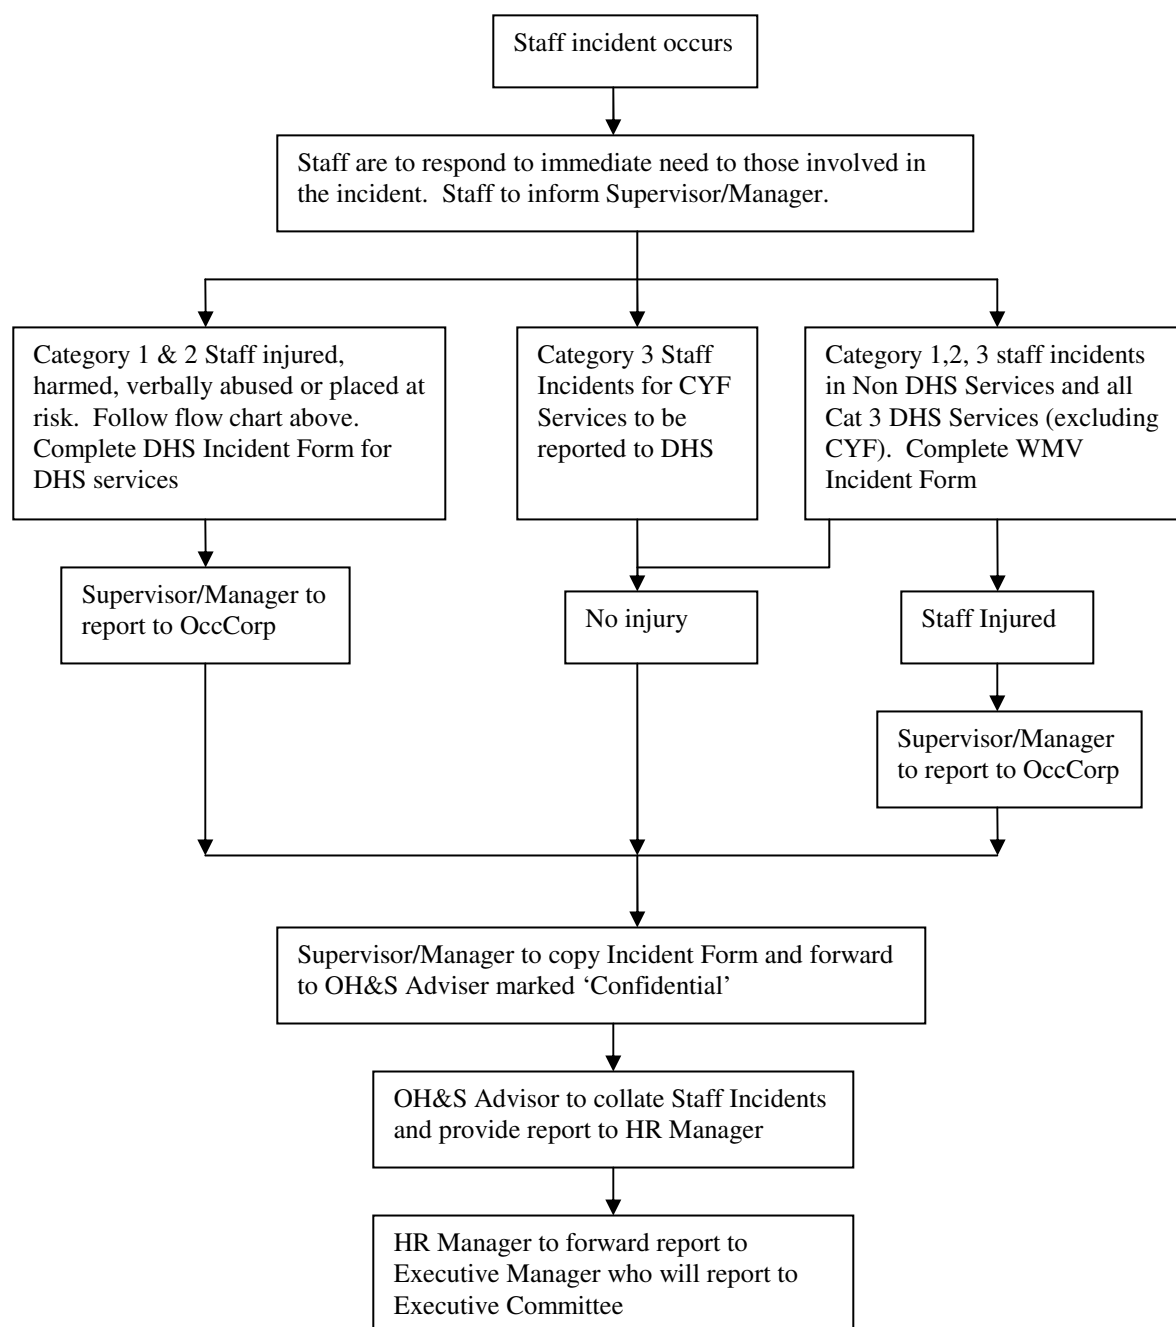 Staff incident occurs
Staff are to respond to immediate need to those involved in
the incident.  Staff to inform Supervisor/Manager.
Category 1 & 2 Staff injured,
harmed, verbally abused or placed at
risk.  Follow flow chart above.
Complete DHS Incident Form for
DHS services
Category 3 Staff
Incidents for CYF
Services to be
reported to DHS
Category 1,2, 3 staff incidents
in Non DHS Services and all
Cat 3 DHS Services (excluding
CYF).  Complete WMV
Incident Form
Supervisor/Manager to
report to OccCorp
No injury
Staff Injured
Supervisor/Manager
to report to OccCorp
Supervisor/Manager to copy Incident Form and forward
to OH&S Adviser marked ‘Confidential’
OH&S Advisor to collate Staff Incidents
and provide report to HR Manager
HR Manager to forward report to
Executive Manager who will report to
Executive Committee